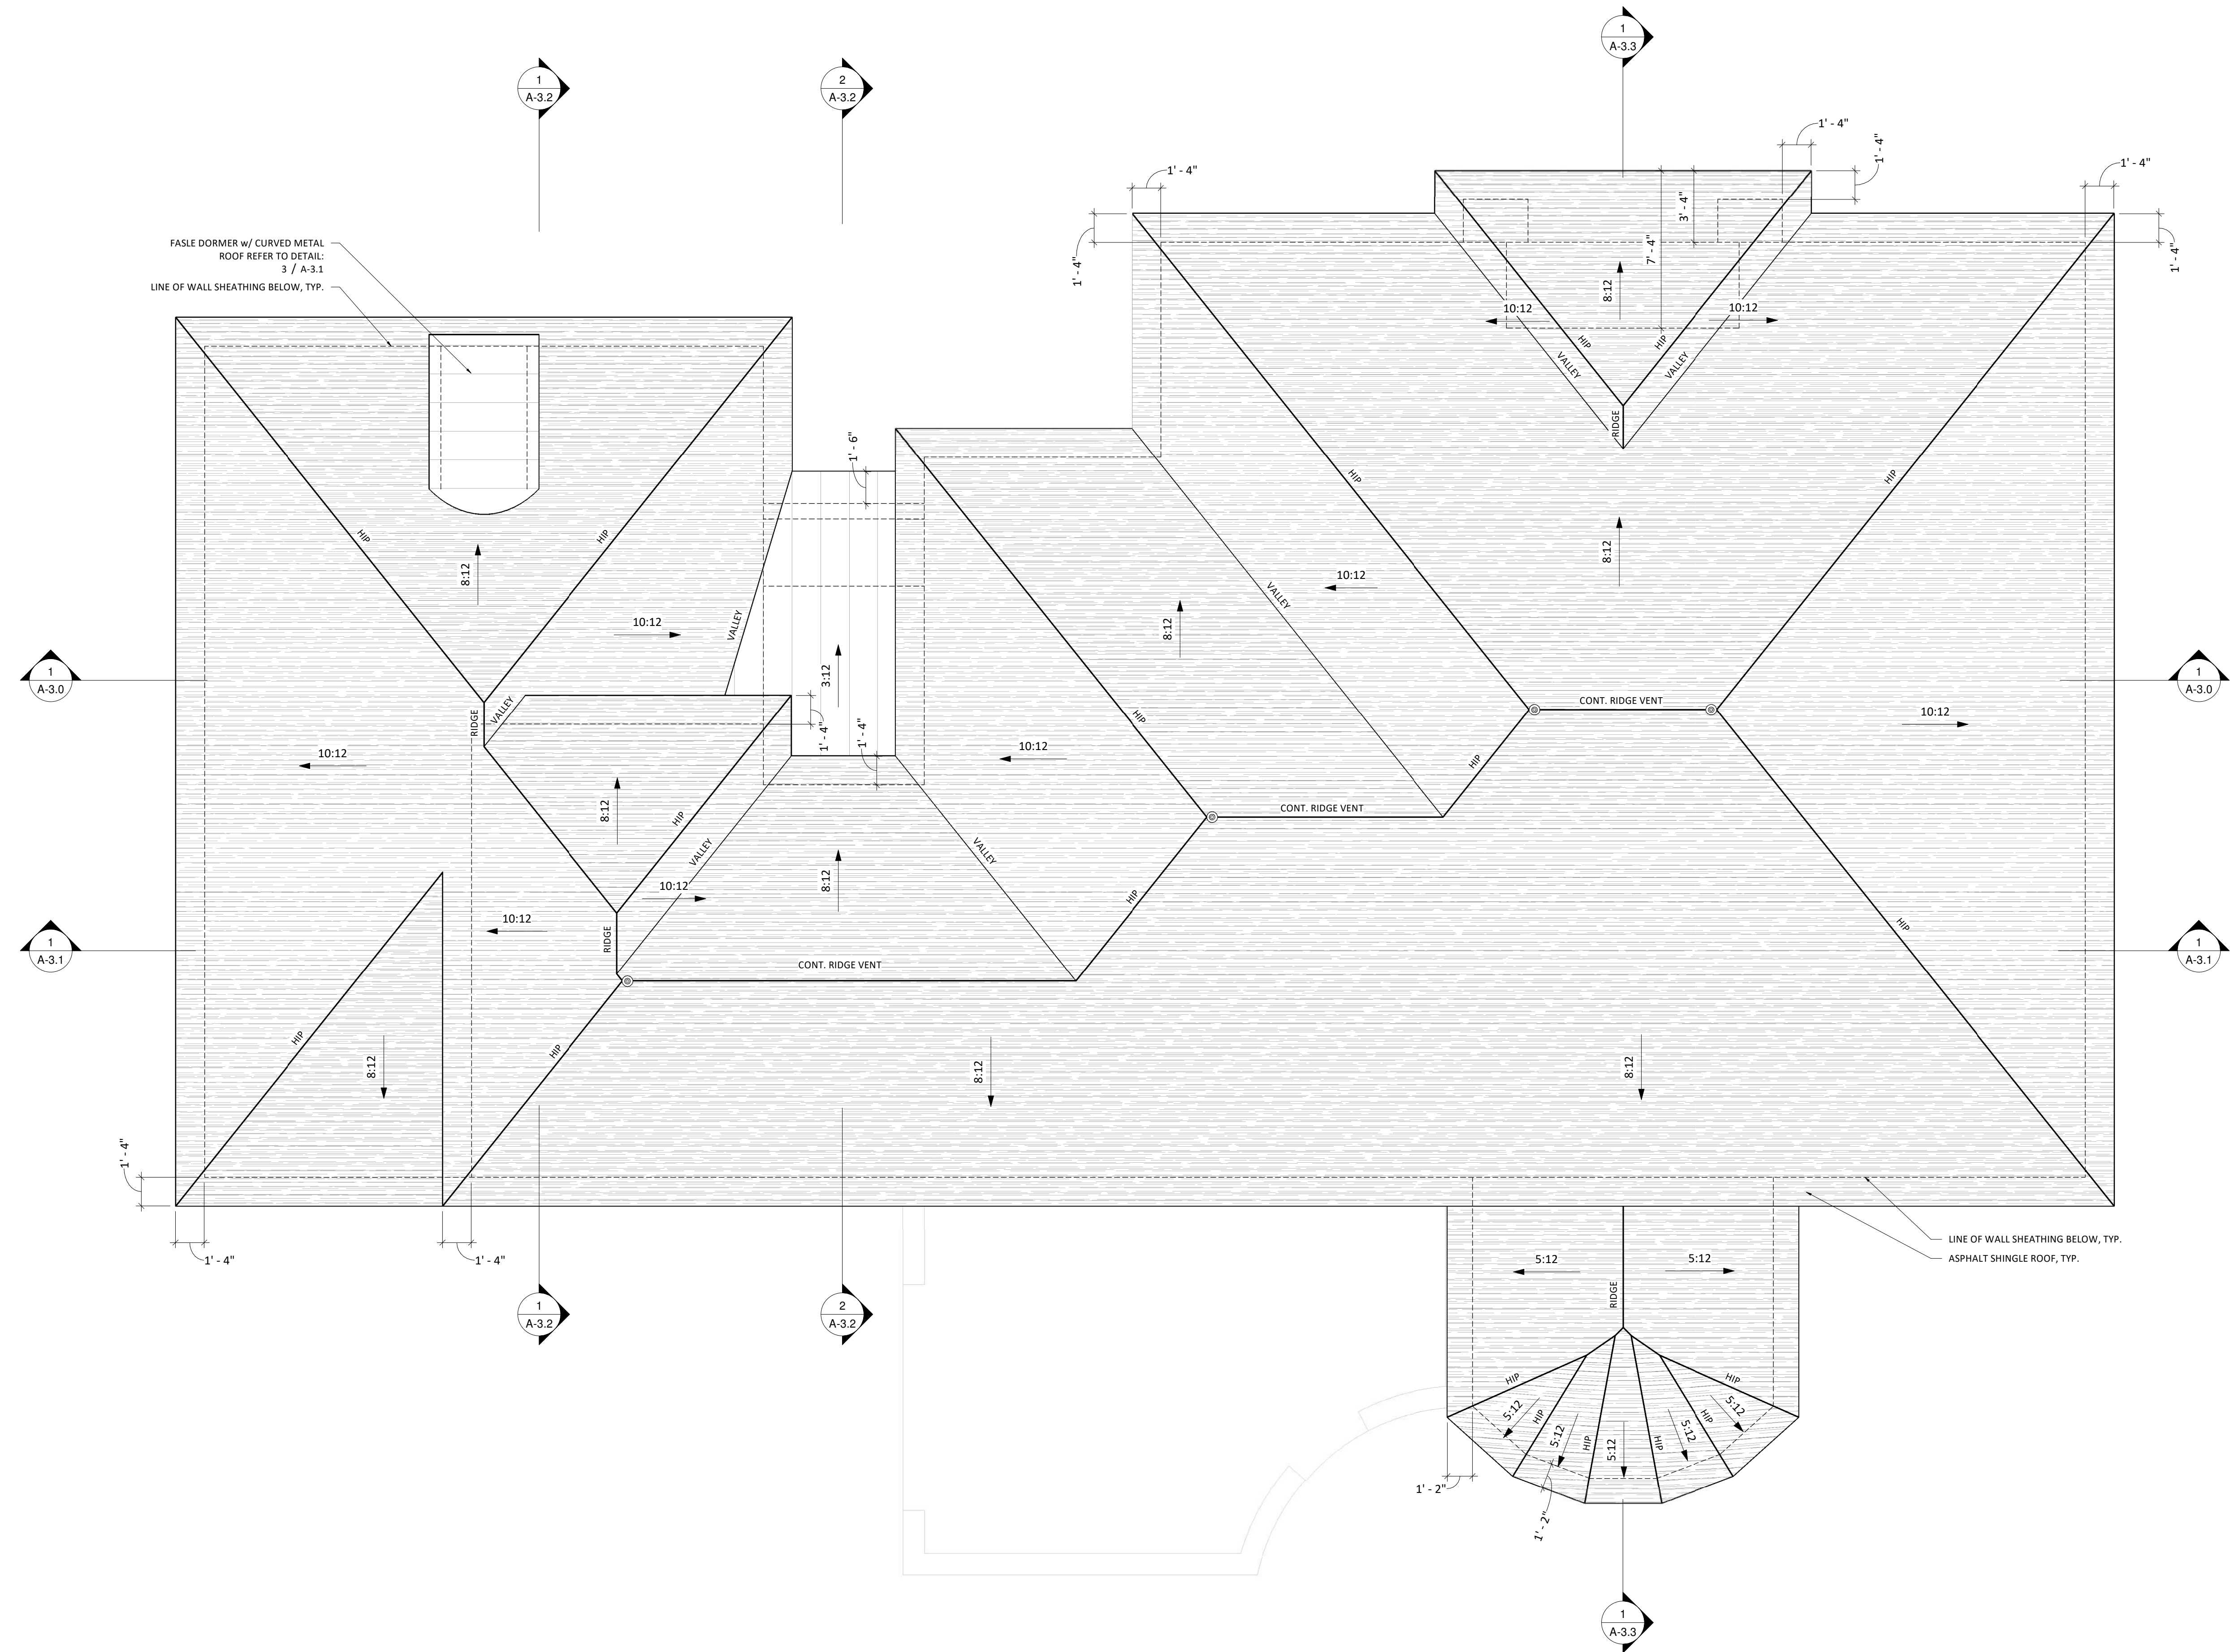 1
A-3.3
1
A-3.2
2
A-3.2
1' - 4"
1' - 4"
1' - 4"
1' - 4"
1' - 4"
1' - 4"
3' - 4"
7' - 4"
1' - 4"
FASLE DORMER w/ CURVED METAL
ROOF REFER TO DETAIL:
3 / A-3.1
LINE OF WALL SHEATHING BELOW, TYP.
8:12
10:12
10:12
HIP
HIP
VALLEY
VALLEY
RIDGE
1' - 6"
HIP
HIP
HIP
HIP
8:12
8:12
10:12
VALLEY
10:12
VALLEY
8:12
3:12
1
A-3.0
1
A-3.0
CONT. RIDGE VENT
VALLEY
RIDGE
HIP
10:12
1' - 4"
1' - 4"
10:12
10:12
HIP
8:12
HIP
CONT. RIDGE VENT
VALLEY
VALLEY
10:12
8:12
HIP
10:12
RIDGE
HIP
1
A-3.1
1
A-3.1
CONT. RIDGE VENT
HIP
HIP
8:12
8:12
8:12
1' - 4"
1' - 4"
1' - 4"
LINE OF WALL SHEATHING BELOW, TYP.
ASPHALT SHINGLE ROOF, TYP.
5:12
5:12
RIDGE
1
A-3.2
2
A-3.2
HIP
HIP
5:12
HIP
5:12
HIP
5:12
HIP
5:12
HIP
5:12
1' - 2"
1' - 2"
1
A-3.3